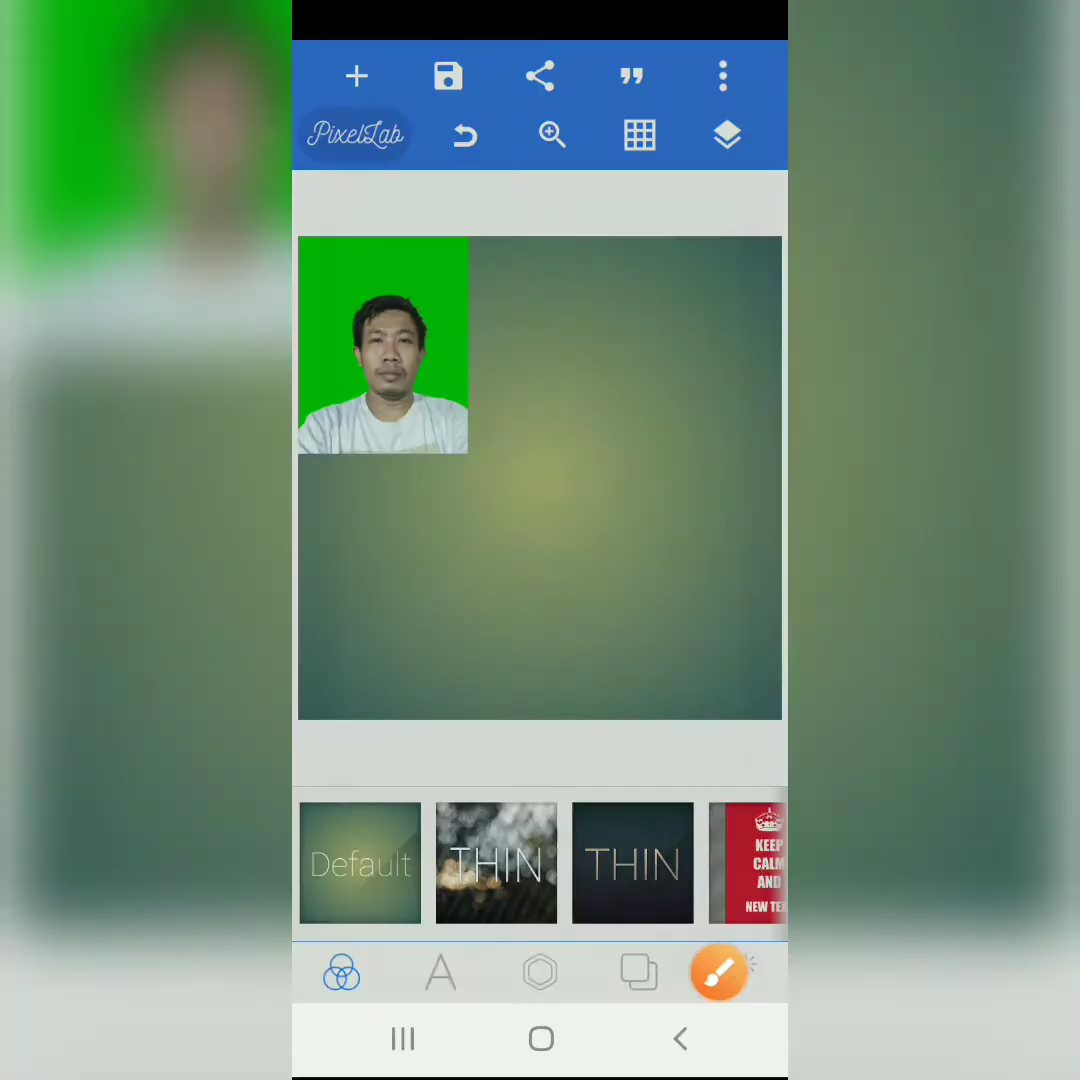 PixelLab
Default
THIN
THIN
KEEP
CALM
AND
NEW TE